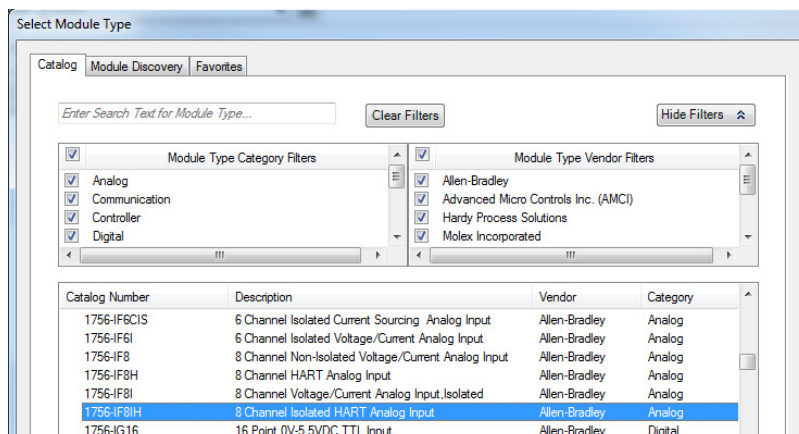 Select Module Type
Catalog Module Discovery Favorites
Enter Search Text for Module Type... Clear Filters Hide Filters
Module Type Category Filters Module Type Vendor Filters
Analog Allen-Bradley
Communication Advanced Micro Controls Inc. (AMCI)
Controller Hardy Process Solutions
Digital Molex Incorporated
Catalog Number Description Vendor Category
1756-IF6CIS 6 Channel Isolated Current Sourcing Analog Input Allen-Bradley Analog
1756-IF6I 6 Channel Isolated Voltage/Current Analog Input Allen-Bradley Analog
1756-IF8 8 Channel Non-Isolated Voltage/Current Analog Input Allen-Bradley Analog
1756-IF8H 8 Channel HART Analog Input Allen-Bradley Analog
1756-IF8I 8 Channel Voltage/Current Analog Input,Isolated Allen-Bradley Analog
1756-IF8IH 8 Channel Isolated HART Analog Input Allen-Bradley Analog
1756-IG16 16 Point 0V-5.5VDC TTL Input Allen-Bradley Digital